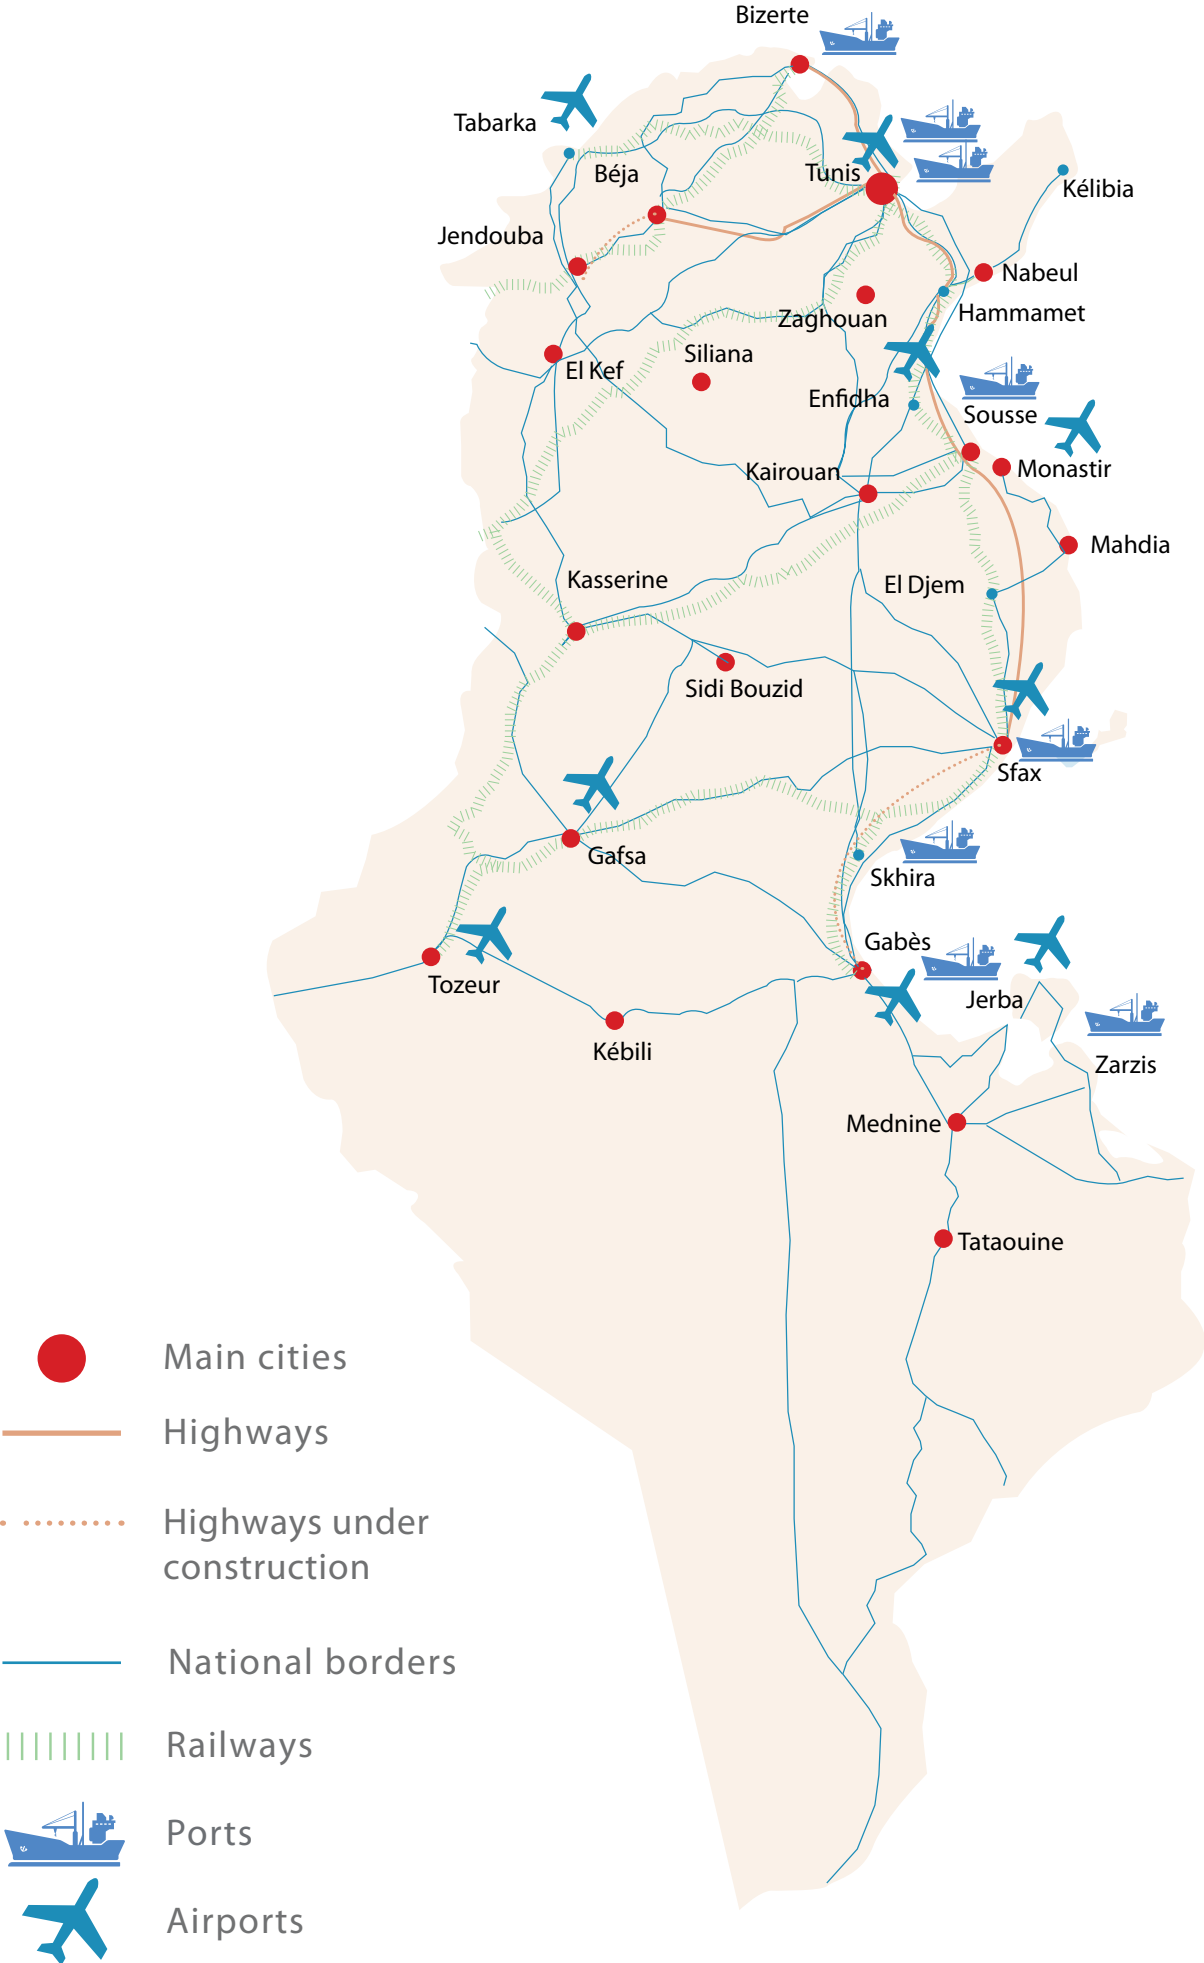 Bizerte
Tabarka
Béja
Tunis
Kélibia
Jendouba
Nabeul
Zaghouan
Hammamet
Siliana
El Kef
Enfidha
Sousse
Kairouan
Monastir
Mahdia
Kasserine
El Djem
Sidi Bouzid
Sfax
Gafsa
Skhira
Gabès
Tozeur
Jerba
Kébili
Zarzis
Mednine
Tataouine
Main cities
Highways
Highways under
construction
National borders
Railways
Ports
Airports